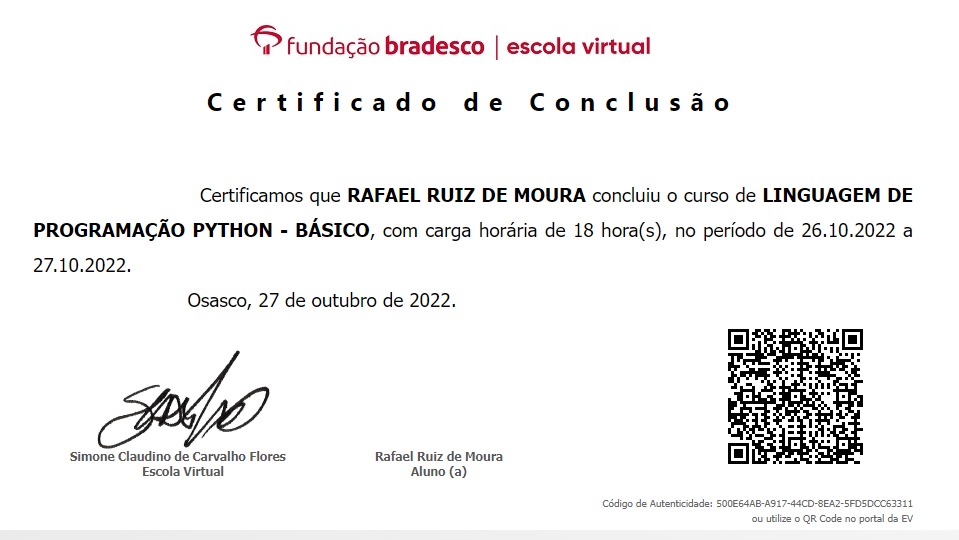 fundação bradesco | escola virtual
Certificado de Conclusão
Certificamos que RAFAEL RUIZ DE MOURA concluiu o curso de LINGUAGEM DE
PROGRAMAÇÃO PYTHON - BÁSICO, com carga horária de 18 hora(s), no período de 26.10.2022 a
27.10.2022.
Osasco, 27 de outubro de 2022.
Simone Claudino de Carvalho Flores
Escola Virtual
Rafael Ruiz de Moura
Aluno (a)
Código de Autenticidade: 500E64AB-A917-44CD-8EA2-5FD5DCC63311
ou utilize o QR Code no portal da EV